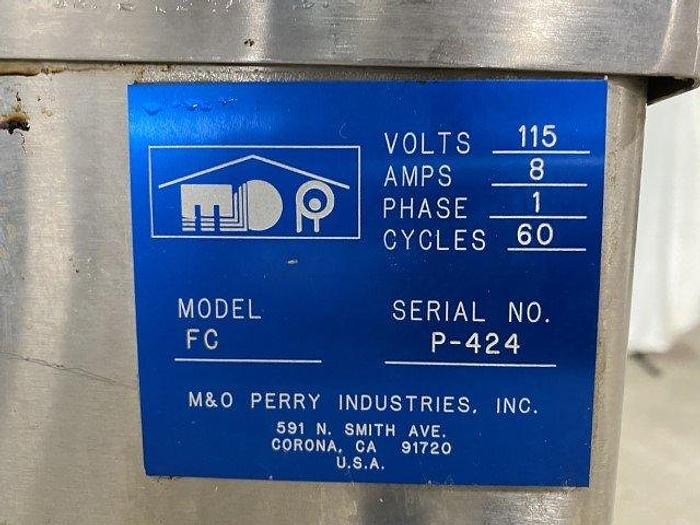 VOLTS 115
AMPS 8
PHASE 1
CYCLES 60
MODEL SERIAL NO.
FC P-424
M&O PERRY INDUSTRIES, INC.
591 N. SMITH AVE.
CORONA, CA 91720
U.S.A.